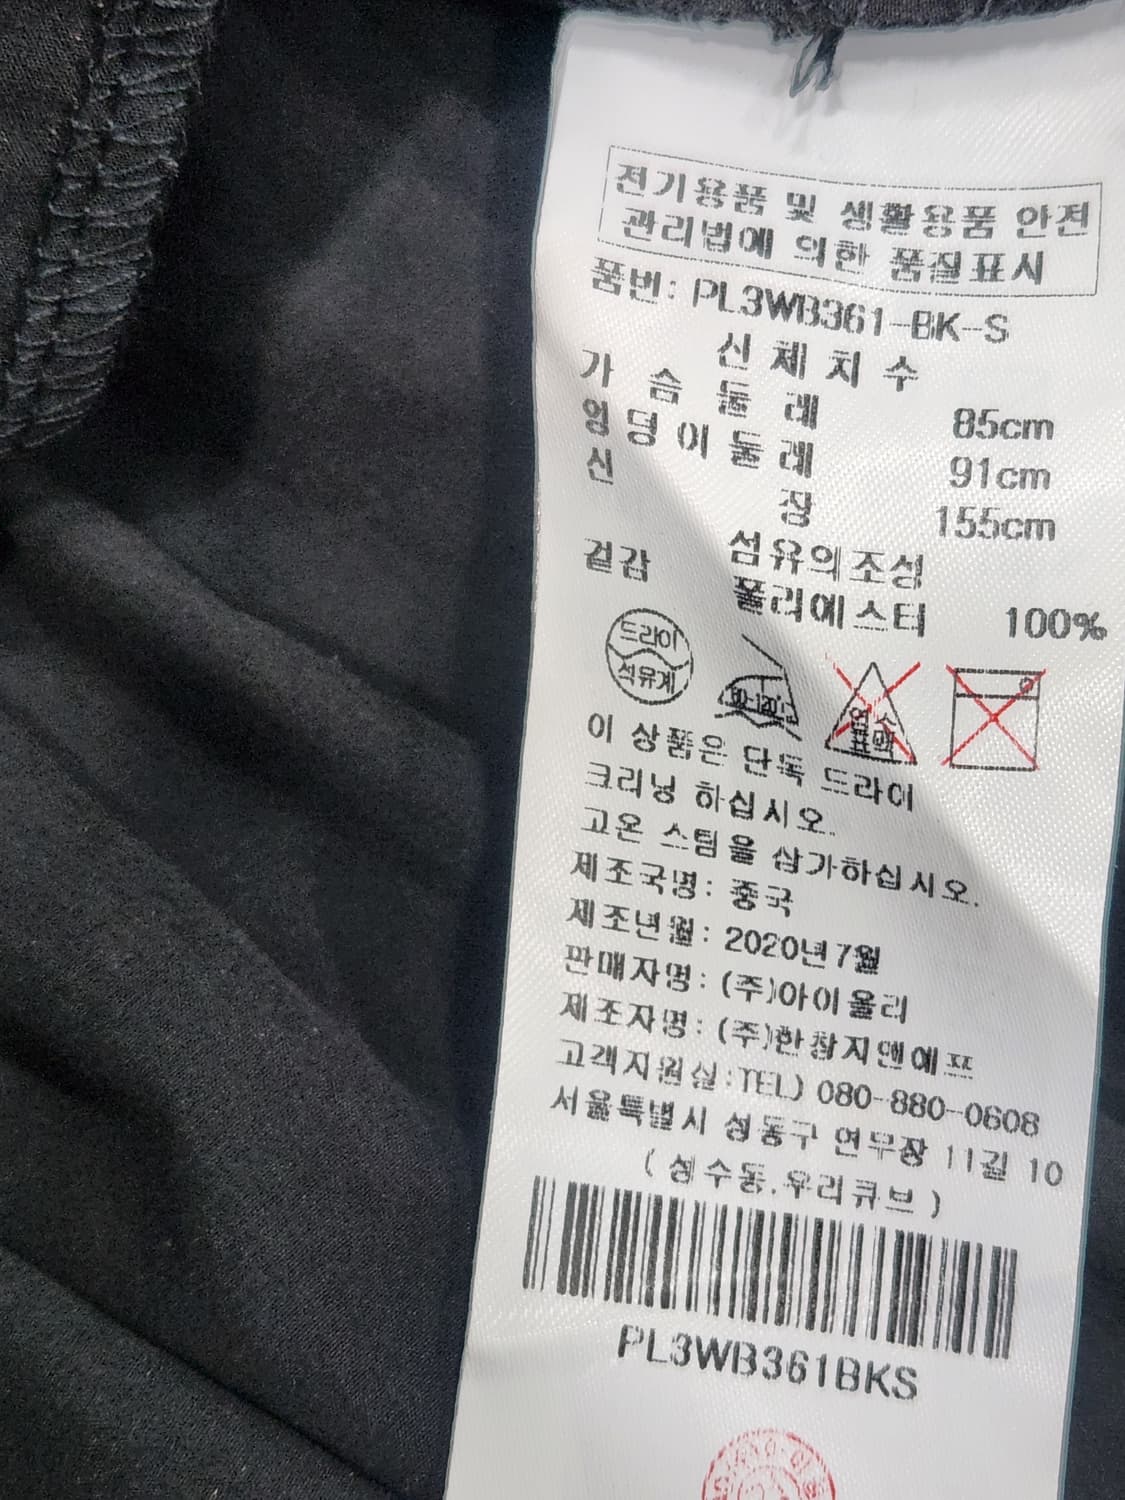 전기용품 및 생활용품 안전
관리법에 의한 품질표시
품번: PL3WB361-BK-S
신체치수
가슴둘레 85cm
엉덩이둘레 91cm
신장 155cm
섬유의조성
겉감 폴리에스터 100%
드라이
석유계
80-120℃
염소
표백
이 상품은 단독 드라이
크리닝 하십시오.
고온 스팀을 삼가하십시오.
제조국명: 중국
제조년월: 2020년 7월
판매자명: (주)아이올리
제조자명: (주)한창지앤에프
고객지원실:TEL) 080-880-0608
서울특별시 성동구 연무장 11길 10
(성수동.우리큐브)
PL3WB361BKS